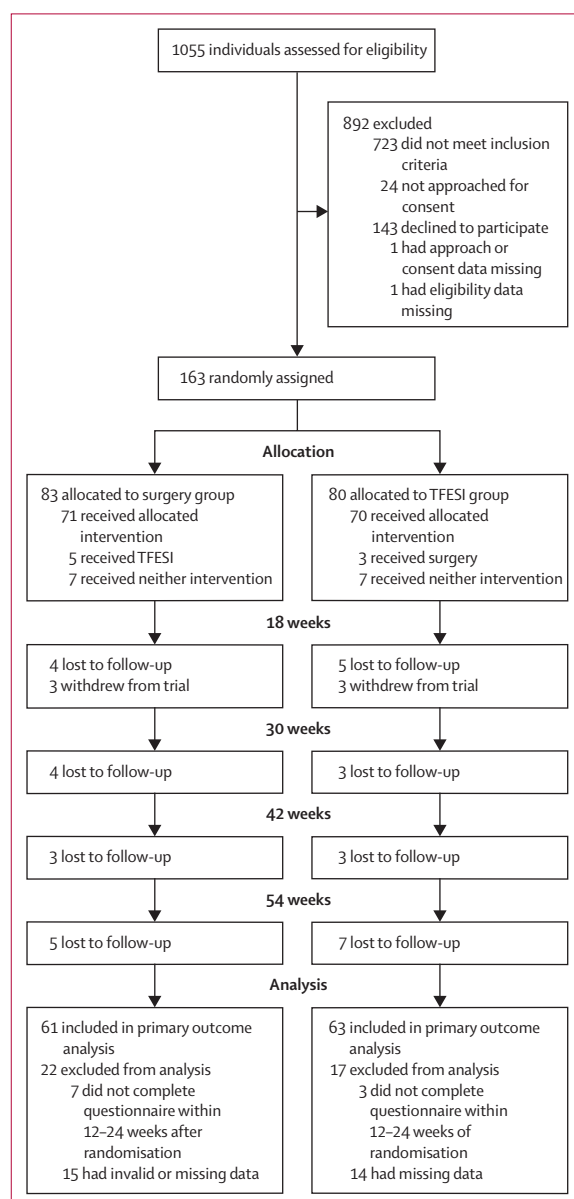 1055 individuals assessed for eligibility
892 excluded
723 did not meet inclusion
criteria
24 not approached for
consent
143 declined to participate
1 had approach or
consent data missing
1 had eligibility data
missing
163 randomly assigned
Allocation
83 allocated to surgery group
71 received allocated
intervention
5 received TFESI
7 received neither intervention
80 allocated to TFESI group
70 received allocated
intervention
3 received surgery
7 received neither intervention
18 weeks
4 lost to follow-up
3 withdrew from trial
5 lost to follow-up
3 withdrew from trial
30 weeks
4 lost to follow-up
3 lost to follow-up
42 weeks
3 lost to follow-up
3 lost to follow-up
54 weeks
5 lost to follow-up
7 lost to follow-up
Analysis
61 included in primary outcome
analysis
22 excluded from analysis
7 did not complete
questionnaire within
12–24 weeks after
randomisation
15 had invalid or missing data
63 included in primary outcome
analysis
17 excluded from analysis
3 did not complete
questionnaire within
12–24 weeks of
randomisation
14 had missing data